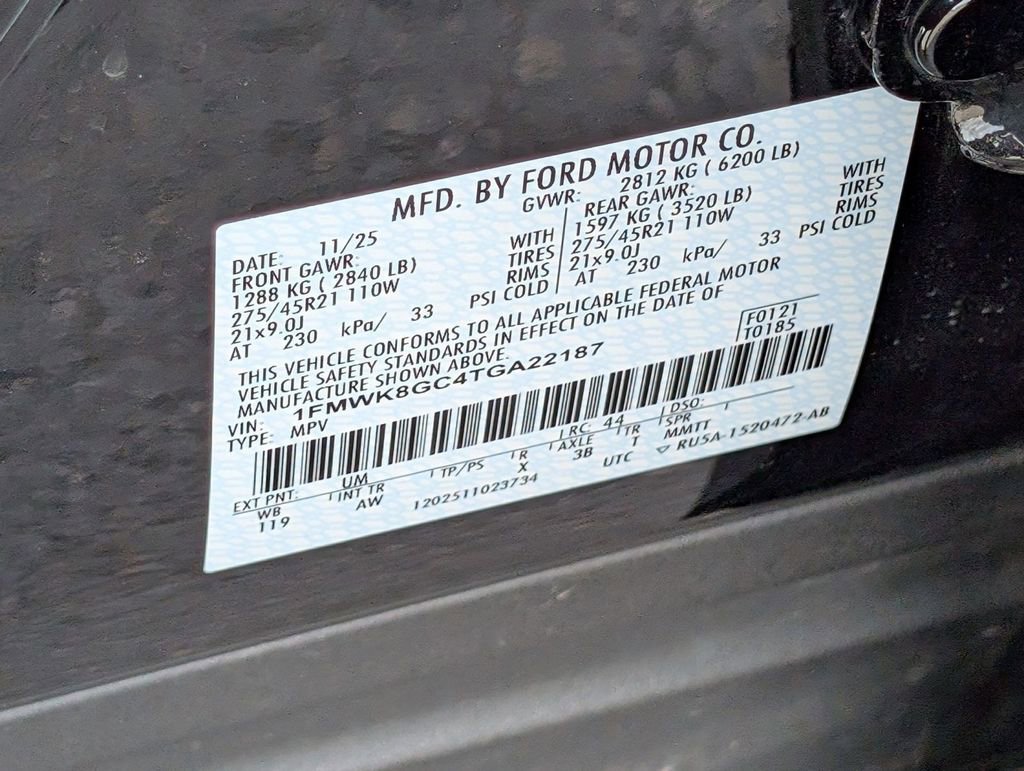 MFD. BY FORD MOTOR CO.
DATE: 11/25 GVWR: 2812 KG ( 6200 LB)
FRONT GAWR: WITH REAR GAWR: WITH
1288 KG ( 2840 LB) TIRES 1597 KG ( 3520 LB) TIRES
275/45R21 110W RIMS 275/45R21 110W RIMS
21x9.0J PSI COLD 21x9.0J PSI COLD
AT 230 kPa/ 33 AT 230 kPa/ 33
THIS VEHICLE CONFORMS TO ALL APPLICABLE FEDERAL MOTOR
VEHICLE SAFETY STANDARDS IN EFFECT ON THE DATE OF
MANUFACTURE SHOWN ABOVE.
F0121
T0185
VIN: 1FMWK8GC4TGA22187
TYPE: MPV
EXT PNT: UM RC: 44 DSO:
WB INT TR TP/PS R AXLE TR SPR
119 AW X 3B T MMTT
1202511023734 UTC ▽ RU5A-1520472-AB